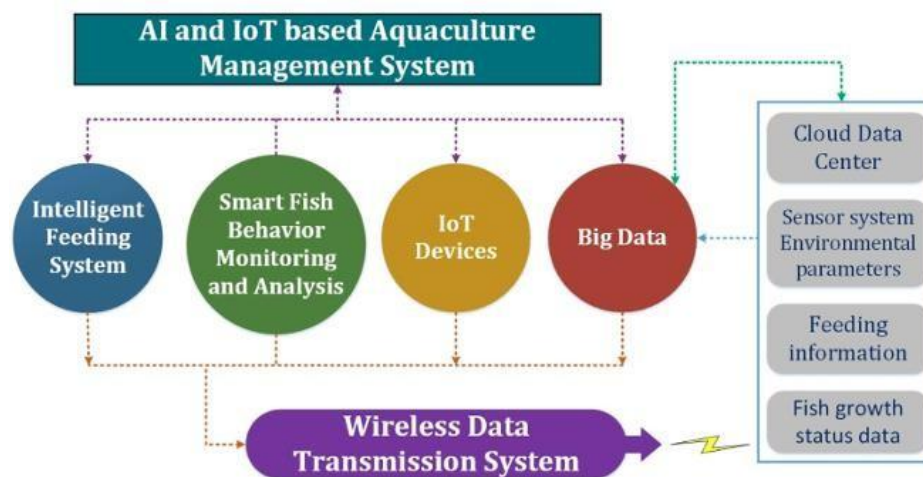 AI and IoT based Aquaculture
Management System
Intelligent
Feeding
System
Smart Fish
Behavior
Monitoring
and Analysis
IoT
Devices
Big Data
Cloud Data
Center
Sensor system
Environmental
parameters
Feeding
information
Fish growth
status data
Wireless Data
Transmission System